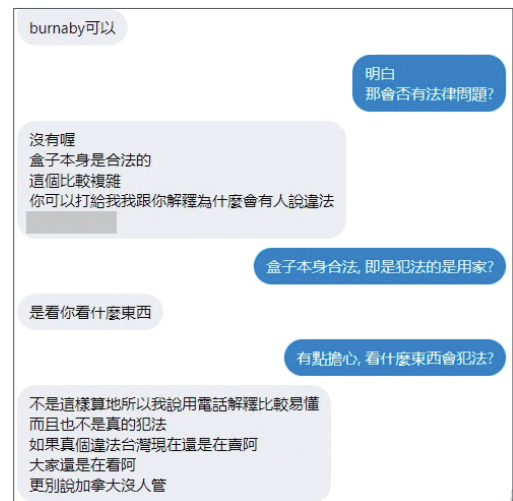 burnaby可以
明白
那會否有法律問題?
沒有喔
盒子本身是合法的
這個比較複雜
你可以打給我我跟你解釋為什麼會有人說違法
盒子本身合法, 即是犯法的是用家?
是看你看什麼東西
有點擔心, 看什麼東西會犯法?
不是這樣算地所以我說用電話解釋比較易懂
而且也不是真的犯法
如果真個違法台灣現在還是在賣阿
大家還是在看阿
更別說加拿大沒人管